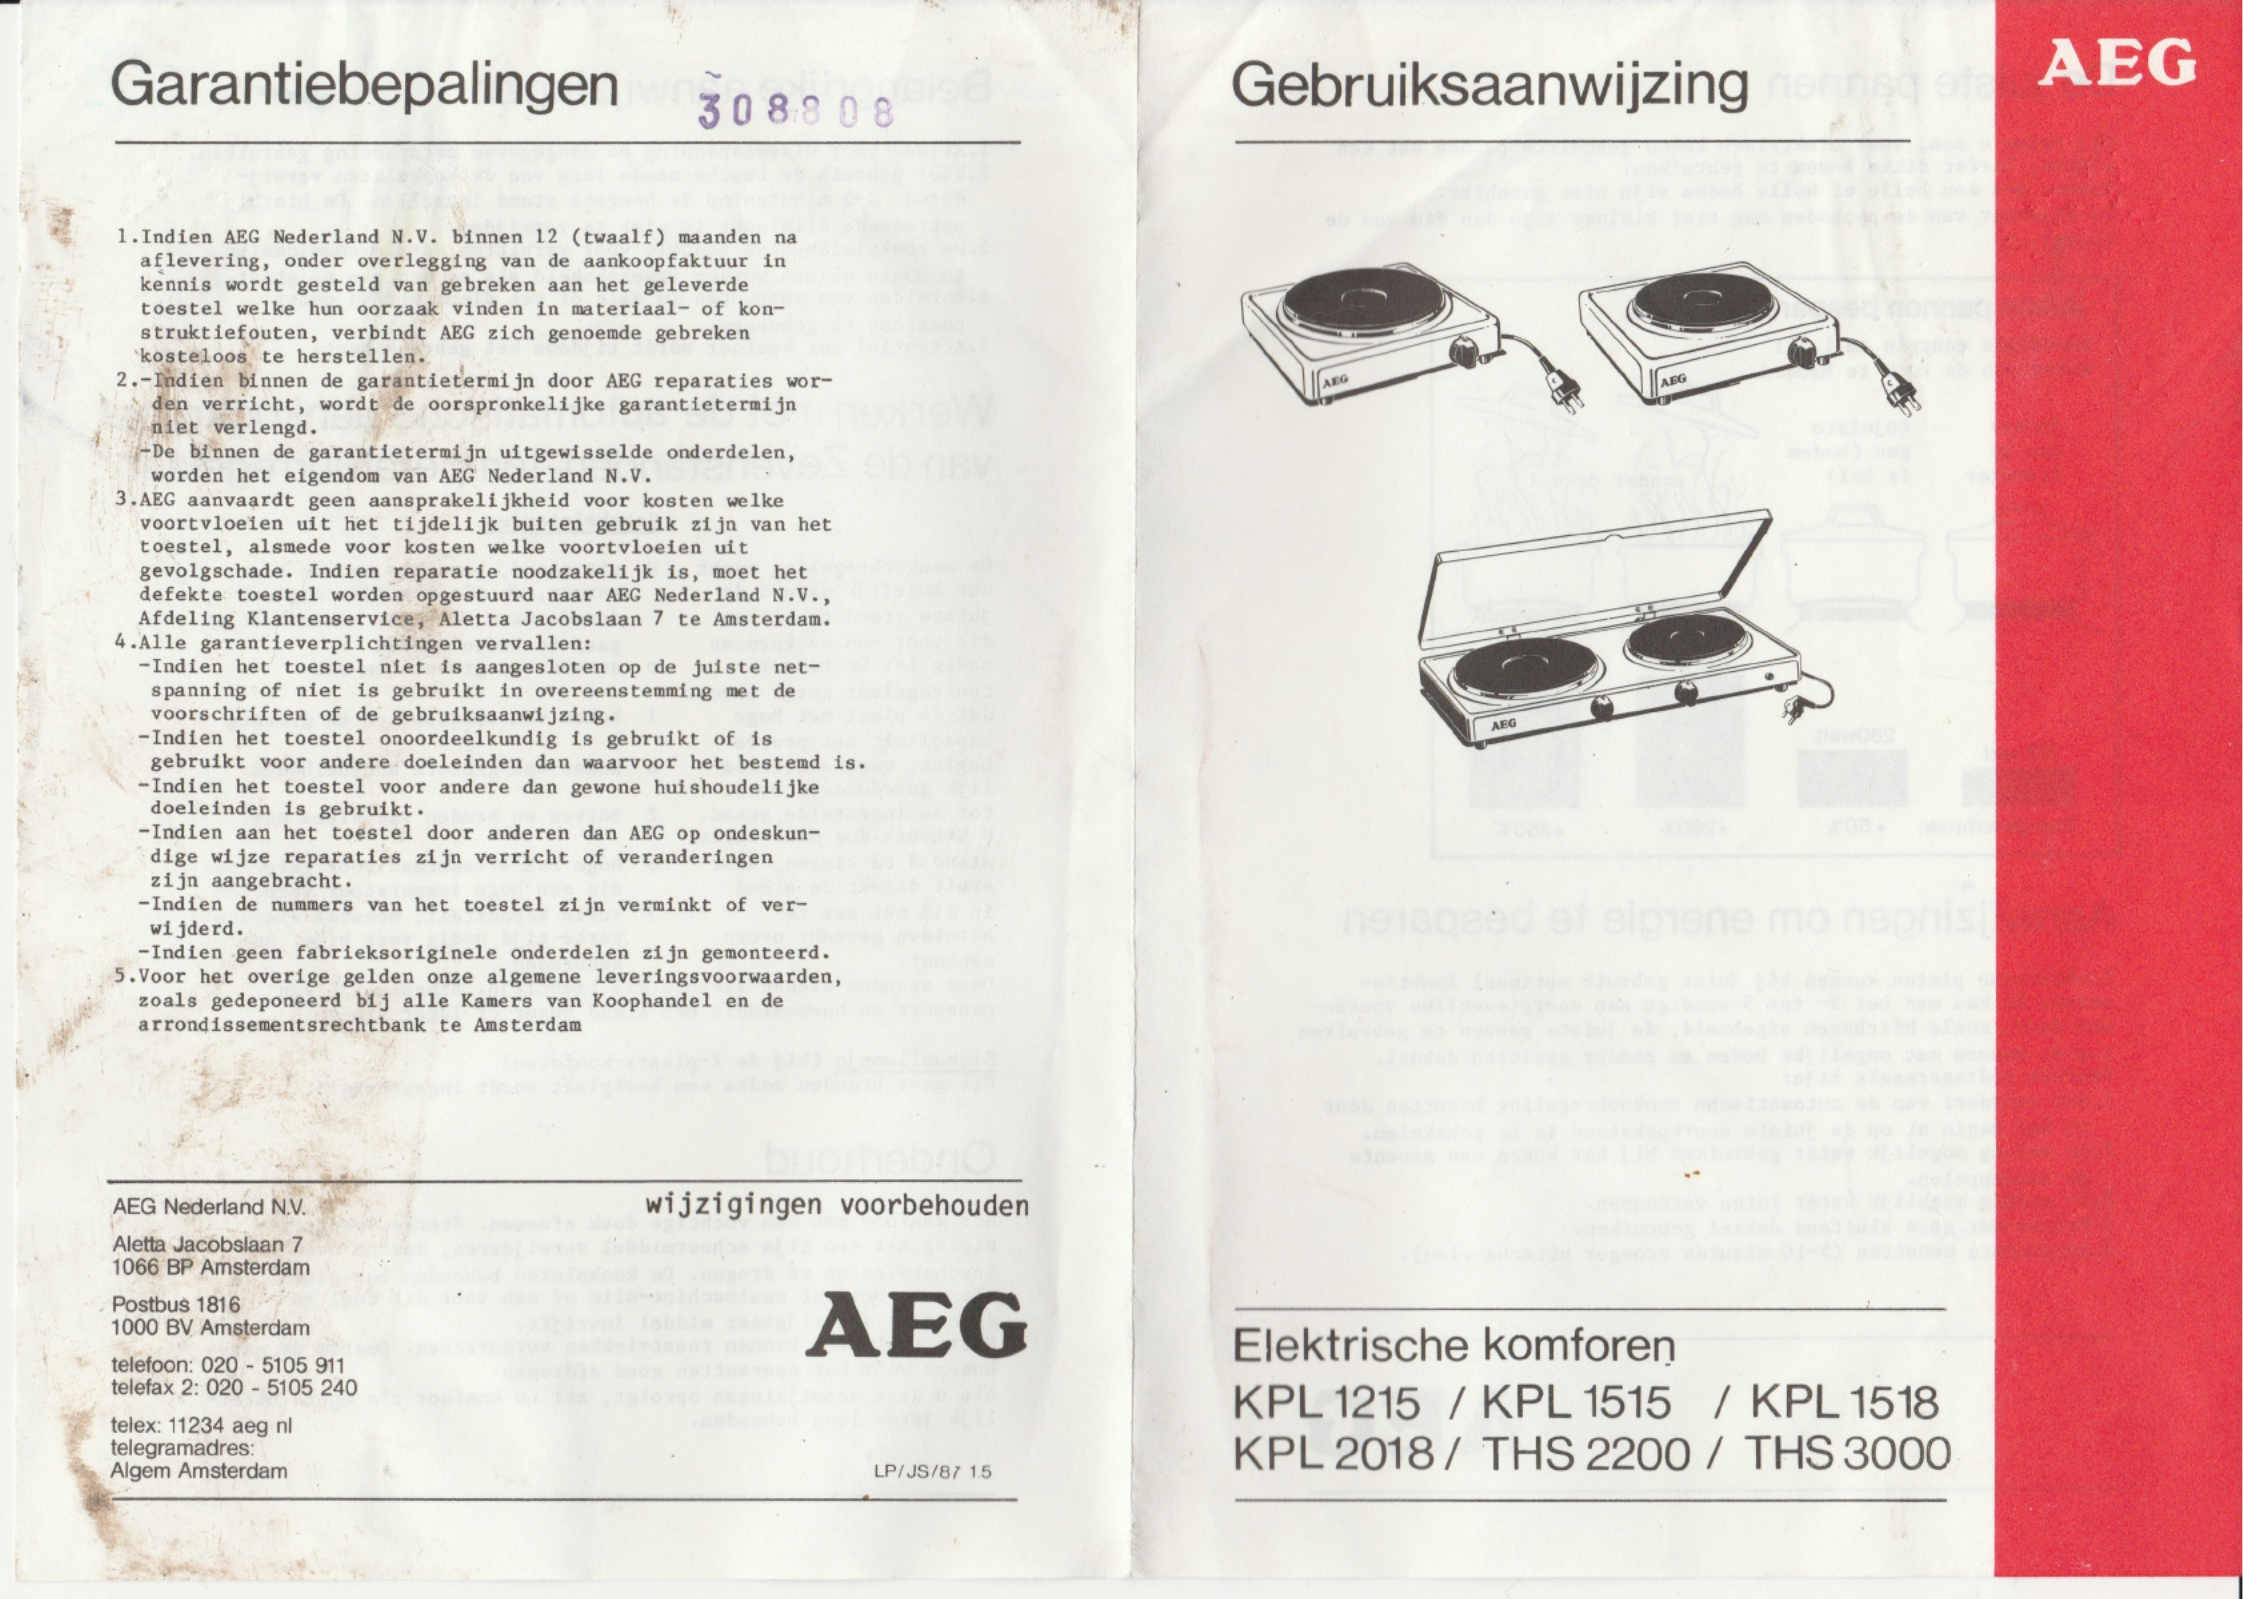 Garantiebepalingen
308808
1.Indien AEG Nederland N.V. binnen 12 (twaalf) maanden na
aflevering, onder overlegging van de aankoopfaktuur in
kennis wordt gesteld van gebreken aan het geleverde
toestel welke hun oorzaak vinden in materiaal- of kon-
struktiefouten, verbindt AEG zich genoemde gebreken
kosteloos te herstellen.
2.-Indien binnen de garantietermijn door AEG reparaties wor-
den verricht, wordt de oorspronkelijke garantietermijn
niet verlengd.
-De binnen de garantietermijn uitgewisselde onderdelen,
worden het eigendom van AEG Nederland N.V.
3.AEG aanvaardt geen aansprakelijkheid voor kosten welke
voortvloeien uit het tijdelijk buiten gebruik zijn van het
toestel, alsmede voor kosten welke voortvloeien uit
gevolgschade. Indien reparatie noodzakelijk is, moet het
defekte toestel worden opgestuurd naar AEG Nederland N.V.,
Afdeling Klantenservice, Aletta Jacobslaan 7 te Amsterdam.
4.Alle garantieverplichtingen vervallen:
-Indien het toestel niet is aangesloten op de juiste net-
spanning of niet is gebruikt in overeenstemming met de
voorschriften of de gebruiksaanwijzing.
-Indien het toestel onoordeelkundig is gebruikt of is
gebruikt voor andere doeleinden dan waarvoor het bestemd is.
-Indien het toestel voor andere dan gewone huishoudelijke
doeleinden is gebruikt.
-Indien aan het toestel door anderen dan AEG op ondeskun-
dige wijze reparaties zijn verricht of veranderingen
zijn aangebracht.
-Indien de nummers van het toestel zijn verminkt of ver-
wijderd.
-Indien geen fabrieksoriginele onderdelen zijn gemonteerd.
5.Voor het overige gelden onze algemene leveringsvoorwaarden,
zoals gedeponeerd bij alle Kamers van Koophandel en de
arrondissementsrechtbank te Amsterdam
AEG Nederland N.V.
wijzigingen voorbehouden
Aletta Jacobslaan 7
1066 BP Amsterdam
Postbus 1816
1000 BV Amsterdam
AEG
telefoon: 020 - 5105 911
telefax 2: 020 - 5105 240
telex: 11234 aeg nl
telegramadres:
Algem Amsterdam
LP/JS/87 15
Gebruiksaanwijzing
AEG
AEG
AEG
AEG
Elektrische komforen
KPL 1215 / KPL 1515 / KPL 1518
KPL 2018 / THS 2200 / THS 3000